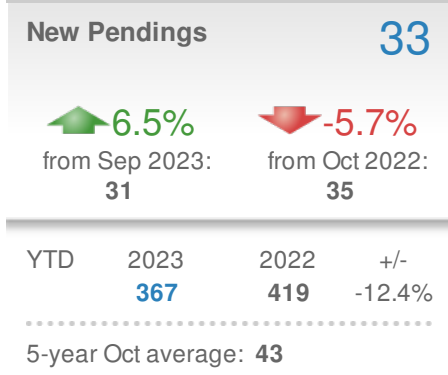 New Pendings 33
6.5% -5.7%
from Sep 2023: from Oct 2022:
31 35
YTD 2023 2022 +/-
367 419 -12.4%
5-year Oct average: 43